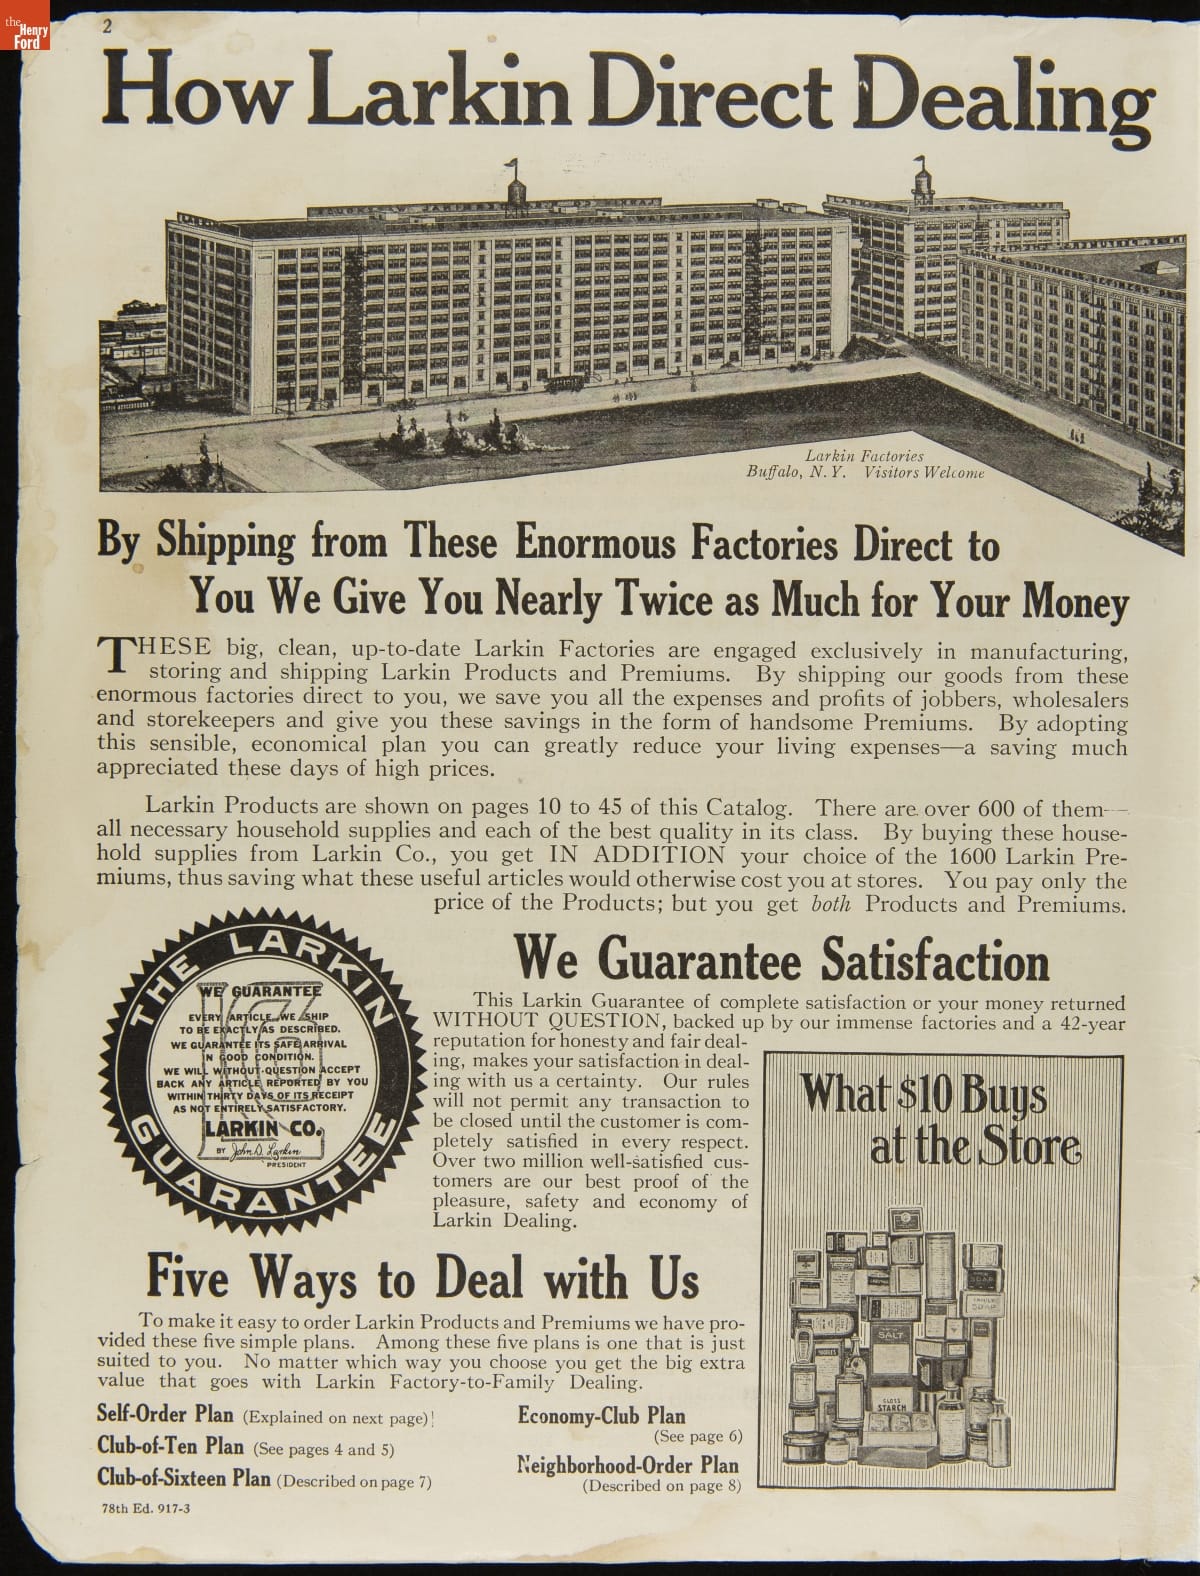 the
Henry
Ford
2
How Larkin Direct Dealing
Larkin Factories
Buffalo, N. Y. Visitors Welcome
By Shipping from These Enormous Factories Direct to
You We Give You Nearly Twice as Much for Your Money
THESE big, clean, up-to-date Larkin Factories are engaged exclusively in manufacturing,
storing and shipping Larkin Products and Premiums. By shipping our goods from these
enormous factories direct to you, we save you all the expenses and profits of jobbers, wholesalers
and storekeepers and give you these savings in the form of handsome Premiums. By adopting
this sensible, economical plan you can greatly reduce your living expenses—a saving much
appreciated these days of high prices.
Larkin Products are shown on pages 10 to 45 of this Catalog. There are over 600 of them—
all necessary household supplies and each of the best quality in its class. By buying these house-
hold supplies from Larkin Co., you get IN ADDITION your choice of the 1600 Larkin Pre-
miums, thus saving what these useful articles would otherwise cost you at stores. You pay only the
price of the Products; but you get both Products and Premiums.
THE LARKIN
GUARANTEE
WE GUARANTEE
EVERY ARTICLE WE SHIP
TO BE EXACTLY AS DESCRIBED.
WE GUARANTEE ITS SAFE ARRIVAL
IN GOOD CONDITION.
WE WILL WITHOUT QUESTION ACCEPT
BACK ANY ARTICLE REPORTED BY YOU
WITHIN THIRTY DAYS OF ITS RECEIPT
AS NOT ENTIRELY SATISFACTORY.
LARKIN CO.
BY John D. Larkin
PRESIDENT
We Guarantee Satisfaction
This Larkin Guarantee of complete satisfaction or your money returned
WITHOUT QUESTION, backed up by our immense factories and a 42-year
reputation for honesty and fair deal-
ing, makes your satisfaction in deal-
ing with us a certainty. Our rules
will not permit any transaction to
be closed until the customer is com-
pletely satisfied in every respect.
Over two million well-satisfied cus-
tomers are our best proof of the
pleasure, safety and economy of
Larkin Dealing.
What $10 Buys
at the Store
SOAP
SOAP
SALT
GLOSS
STARCH
Five Ways to Deal with Us
To make it easy to order Larkin Products and Premiums we have pro-
vided these five simple plans. Among these five plans is one that is just
suited to you. No matter which way you choose you get the big extra
value that goes with Larkin Factory-to-Family Dealing.
Self-Order Plan (Explained on next page)!
Club-of-Ten Plan (See pages 4 and 5)
Club-of-Sixteen Plan (Described on page 7)
Economy-Club Plan
(See page 6)
Neighborhood-Order Plan
(Described on page 8)
78th Ed. 917-3